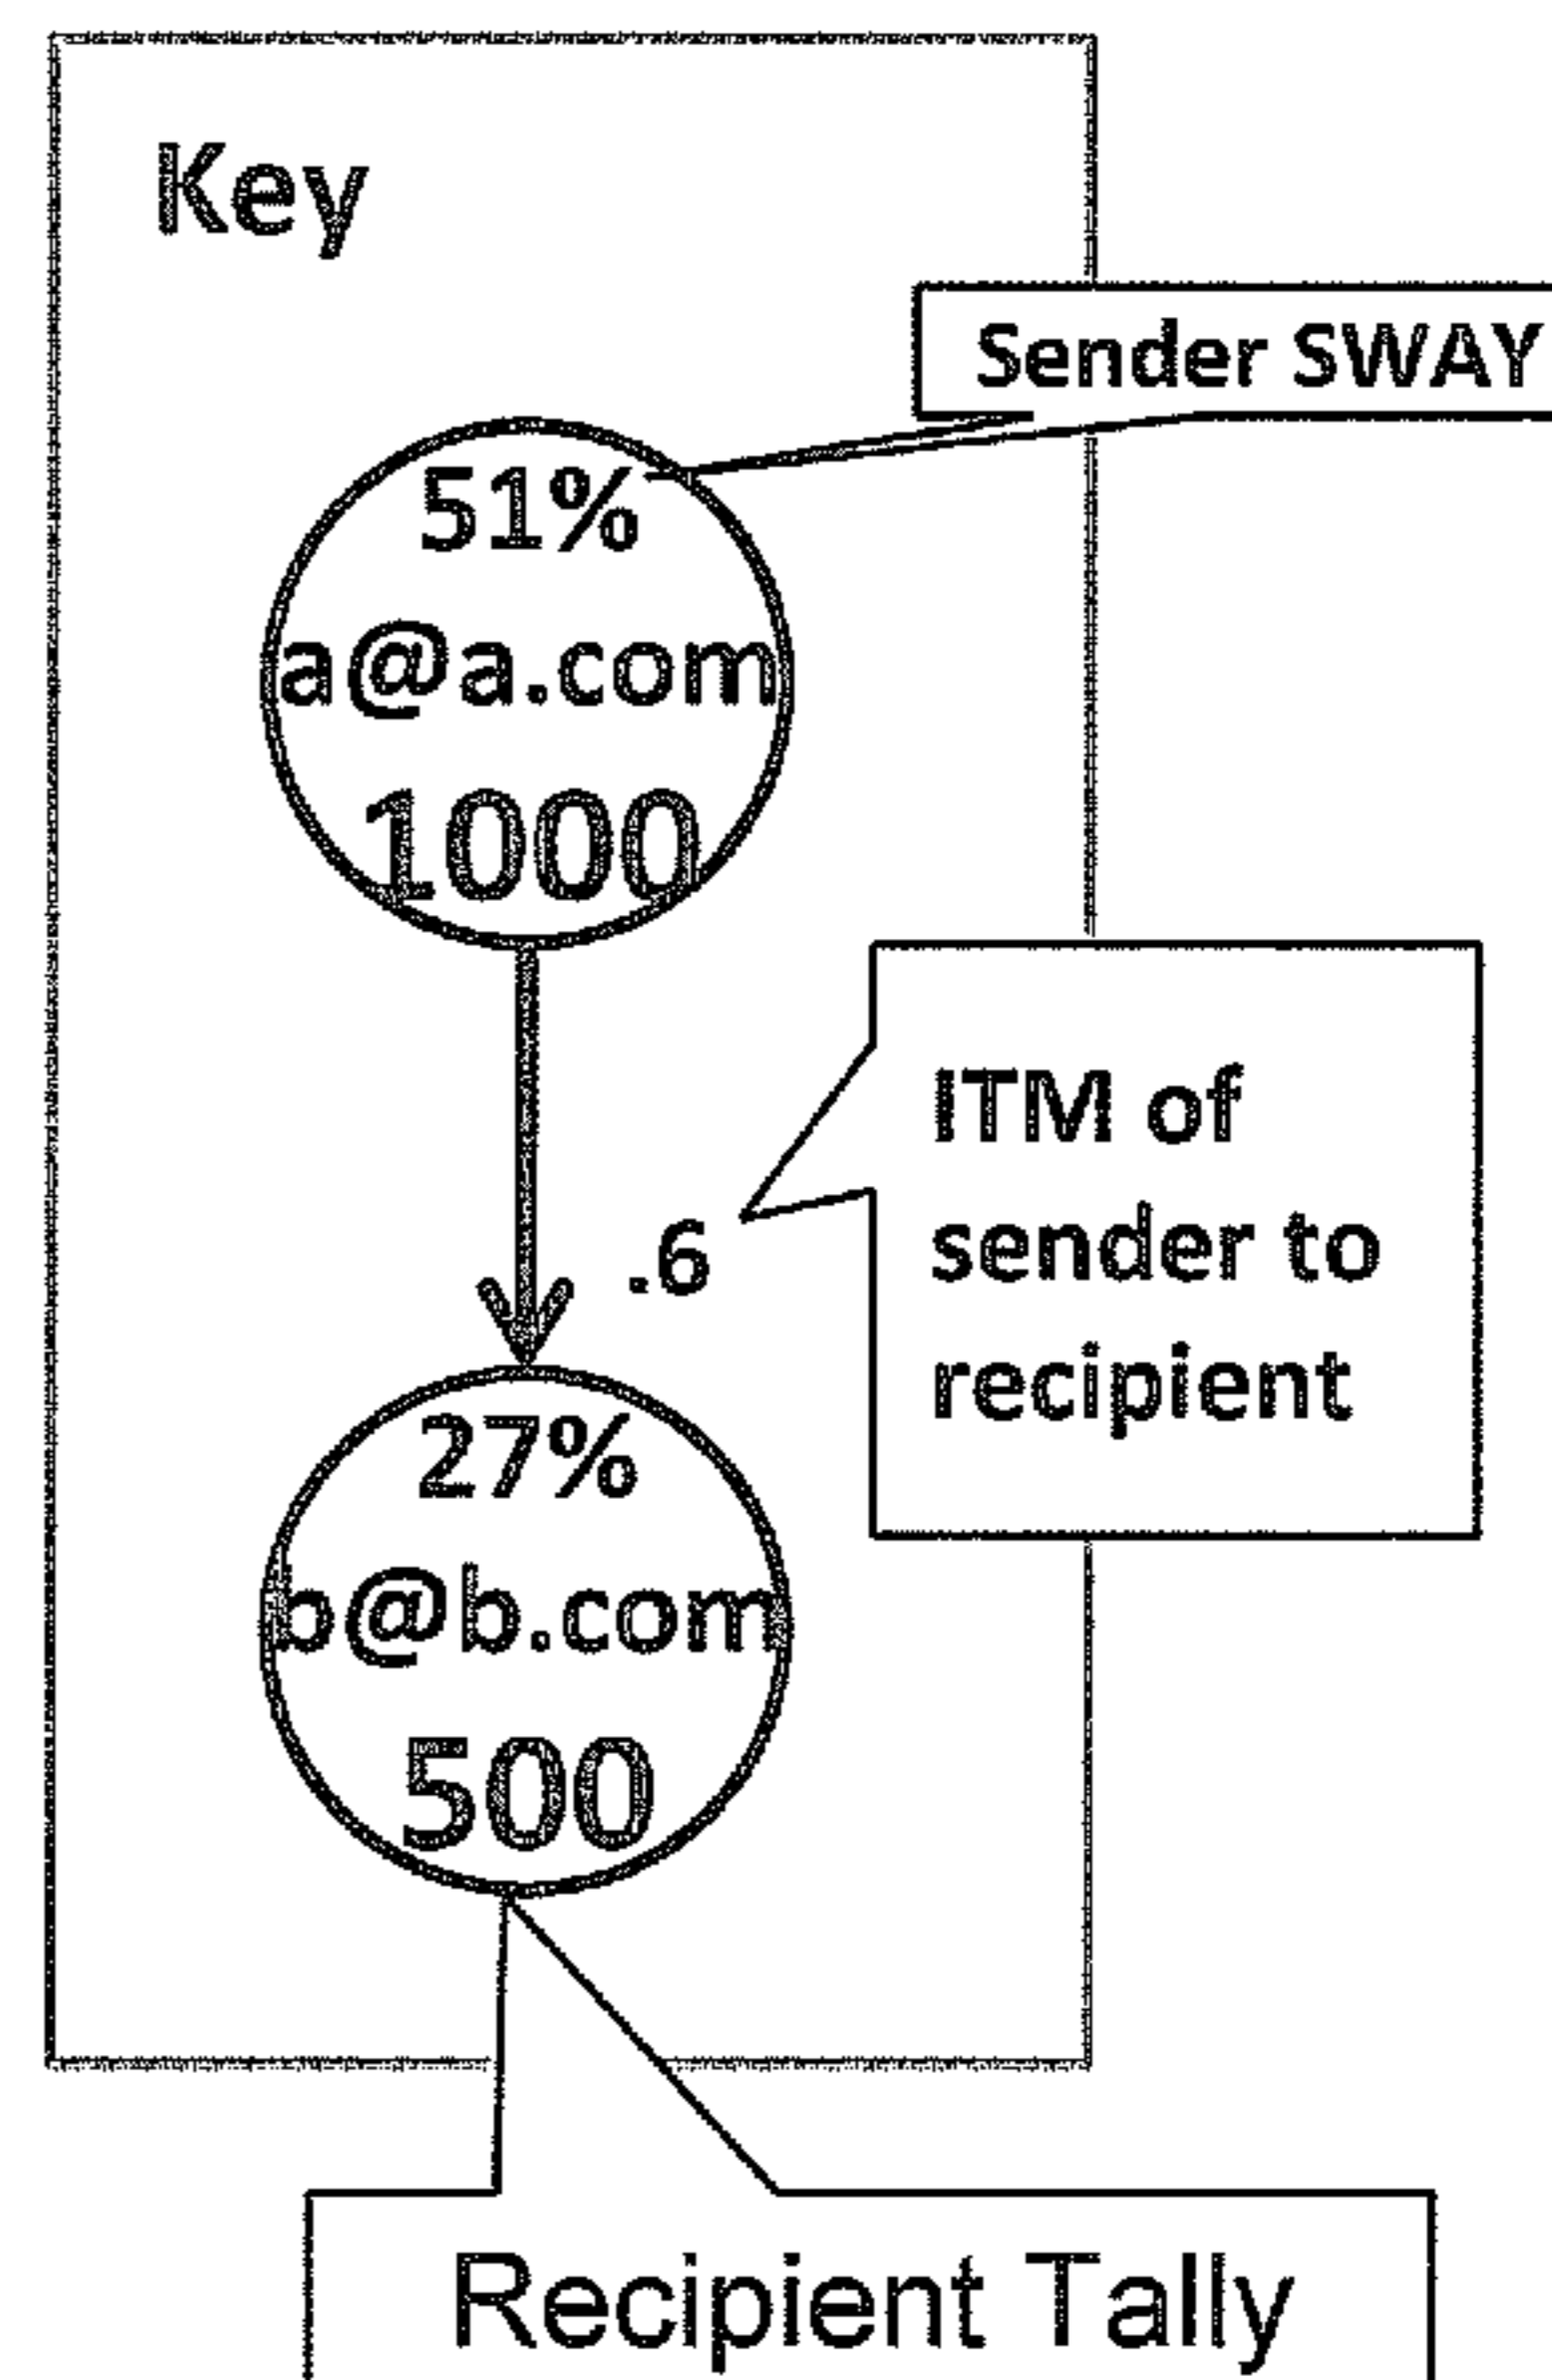 Key
Sender SWAY
51%
a@a.com
1000
ITM of
sender to
recipient
.6
27%
b@b.com
500
Recipient Tally